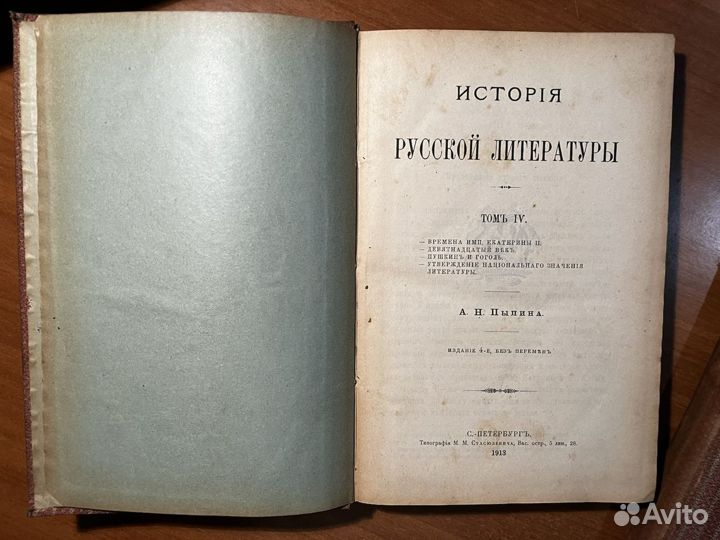 ИСТОРІЯ
РУССКОЙ ЛИТЕРАТУРЫ
ТОМЪ IV.
— ВРЕМЕНА ИМП. ЕКАТЕРИНЫ II.
— ДЕВЯТНАДЦАТЫЙ ВѢКЪ.
— ПУШКИНЪ И ГОГОЛЬ.
— УТВЕРЖДЕНІЕ НАЦІОНАЛЬНАГО ЗНАЧЕНІЯ
ЛИТЕРАТУРЫ.
А. Н. Пыпина.
ИЗДАНІЕ 4-Е, БЕЗЪ ПЕРЕМѢНЪ
С.-ПЕТЕРБУРГЪ.
Типографія М. М. Стасюлевича, Вас. остр., 5 лин., 28.
1913
Avito